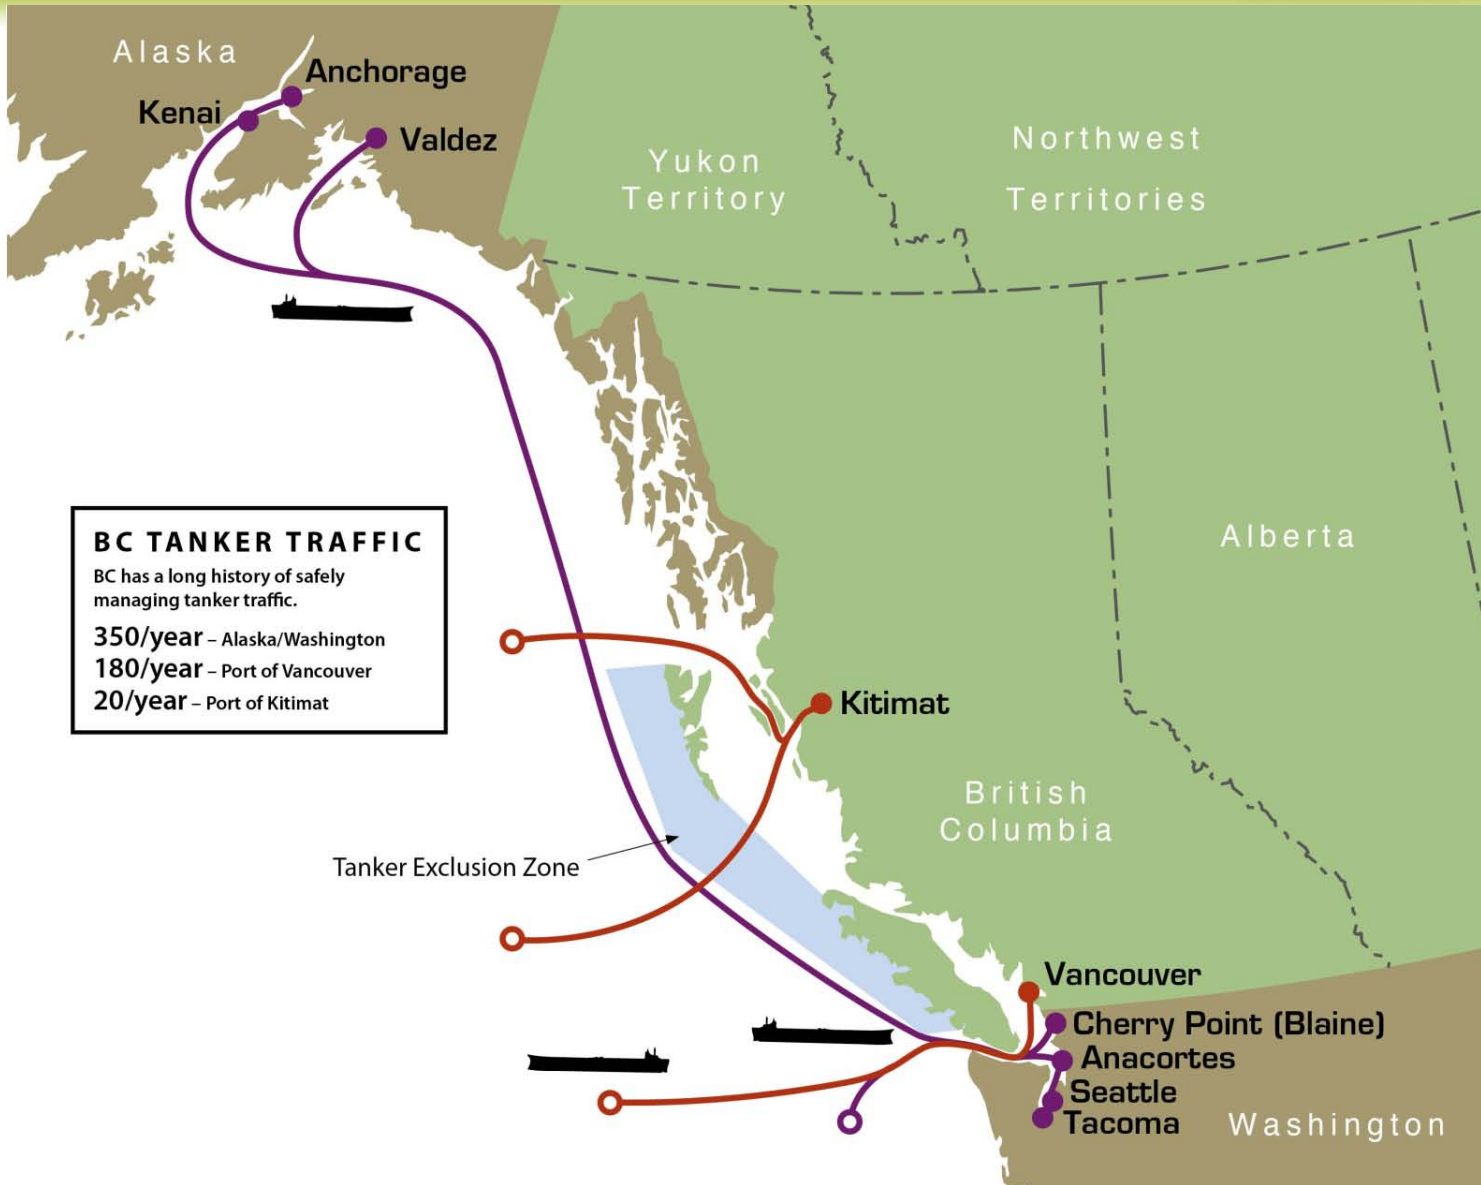 Alaska
Anchorage
Kenai
Valdez
Yukon
Territory
Northwest
Territories
BC TANKER TRAFFIC
BC has a long history of safely
managing tanker traffic.
350/year – Alaska/Washington
180/year – Port of Vancouver
20/year – Port of Kitimat
Alberta
Kitimat
British
Columbia
Tanker Exclusion Zone
Vancouver
Cherry Point (Blaine)
Anacortes
Seattle
Tacoma
Washington